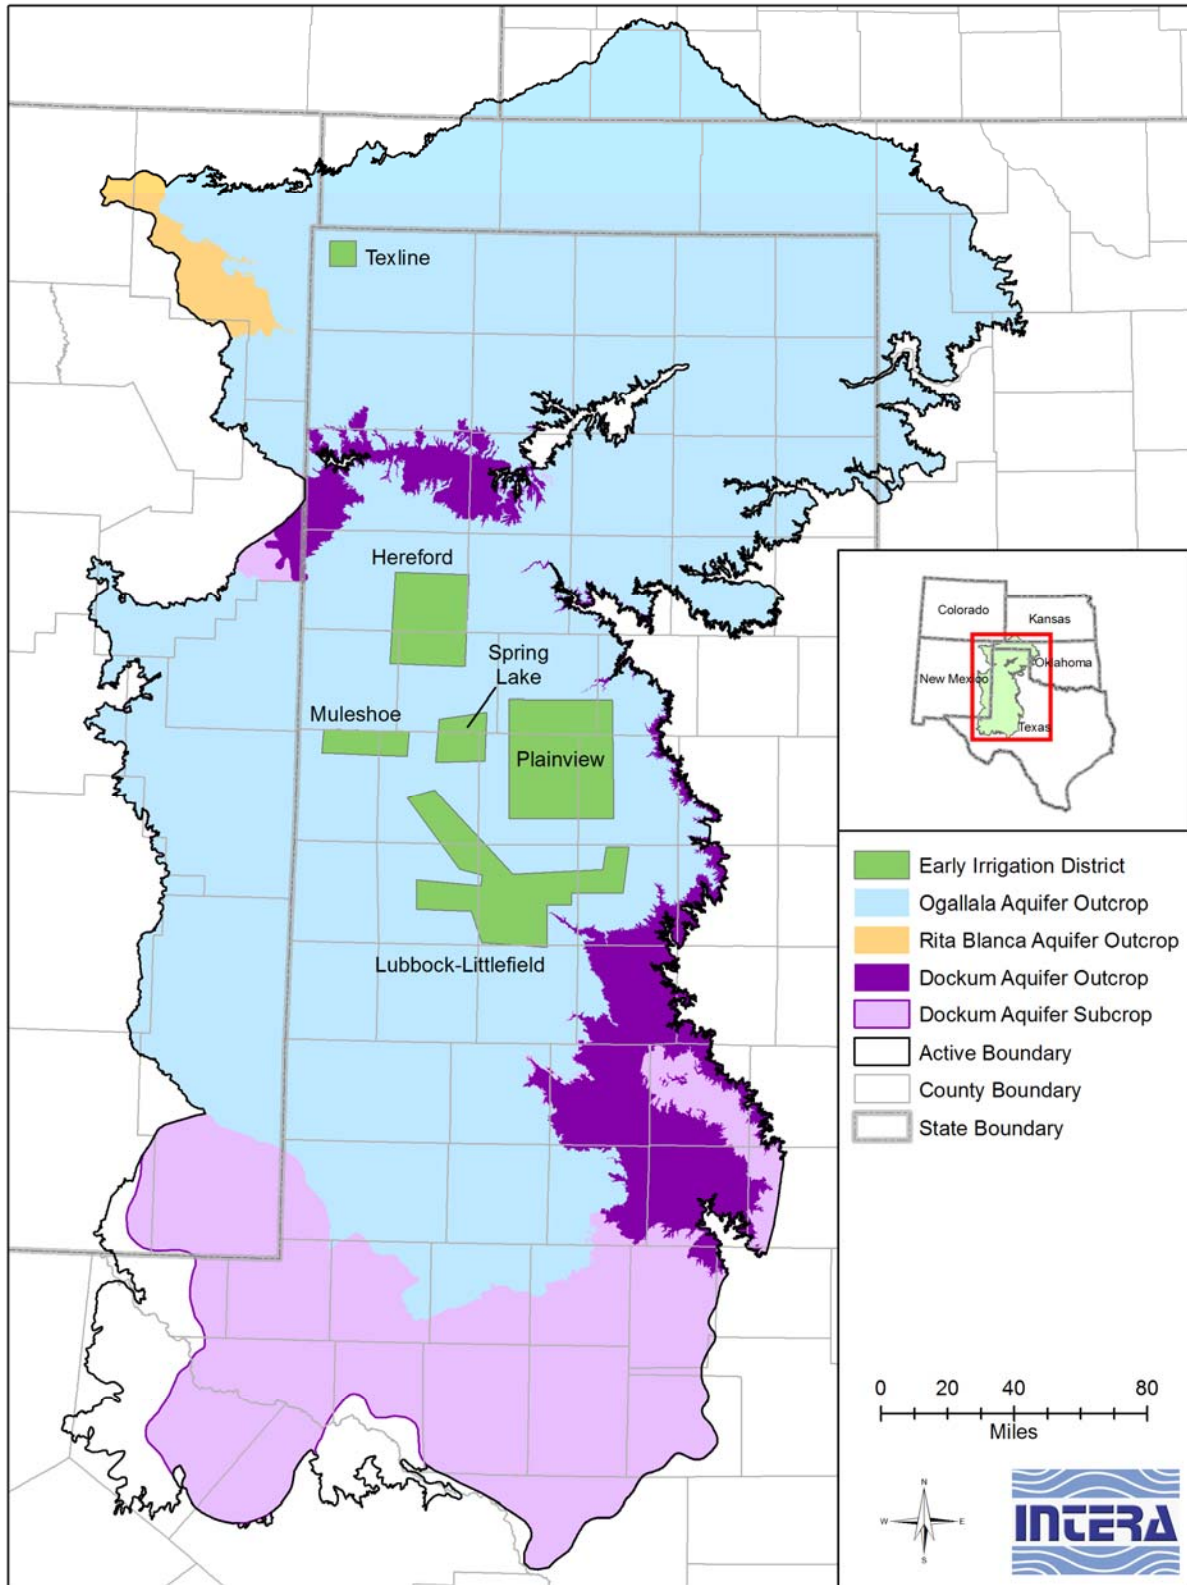 Texline
Hereford
Spring
Lake
Muleshoe
Plainview
Lubbock-Littlefield
Colorado
Kansas
New Mexico
Oklahoma
Texas
Early Irrigation District
Ogallala Aquifer Outcrop
Rita Blanca Aquifer Outcrop
Dockum Aquifer Outcrop
Dockum Aquifer Subcrop
Active Boundary
County Boundary
State Boundary
0 20 40 80
Miles
N
W E
S
INTERA